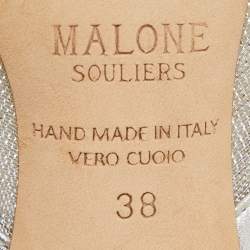 MALONE
SOULIERS
HAND MADE IN ITALY
VERO CUOIO
38